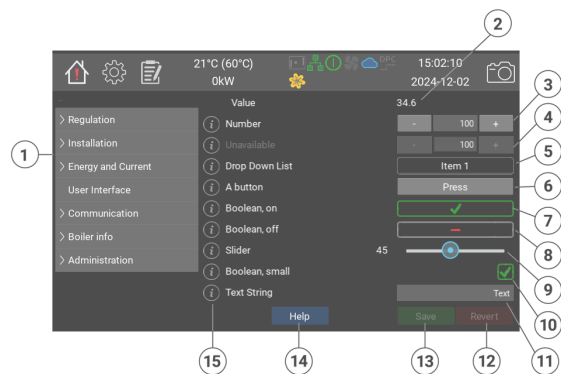 2
21°C (60°C)
0kW
DPC
15:02:10
2024-12-02
Value
34.6
3
> Regulation
i
Number
-
100
+
4
1
> Installation
i
Unavailable
-
100
+
> Energy and Current
i
Drop Down List
Item 1
5
User Interface
i
A button
Press
6
> Communication
i
Boolean, on
7
> Boiler info
i
Boolean, off
8
> Administration
i
Slider
45
9
i
Boolean, small
10
i
Text String
Text
Help
Save
Revert
15
14
13
12
11